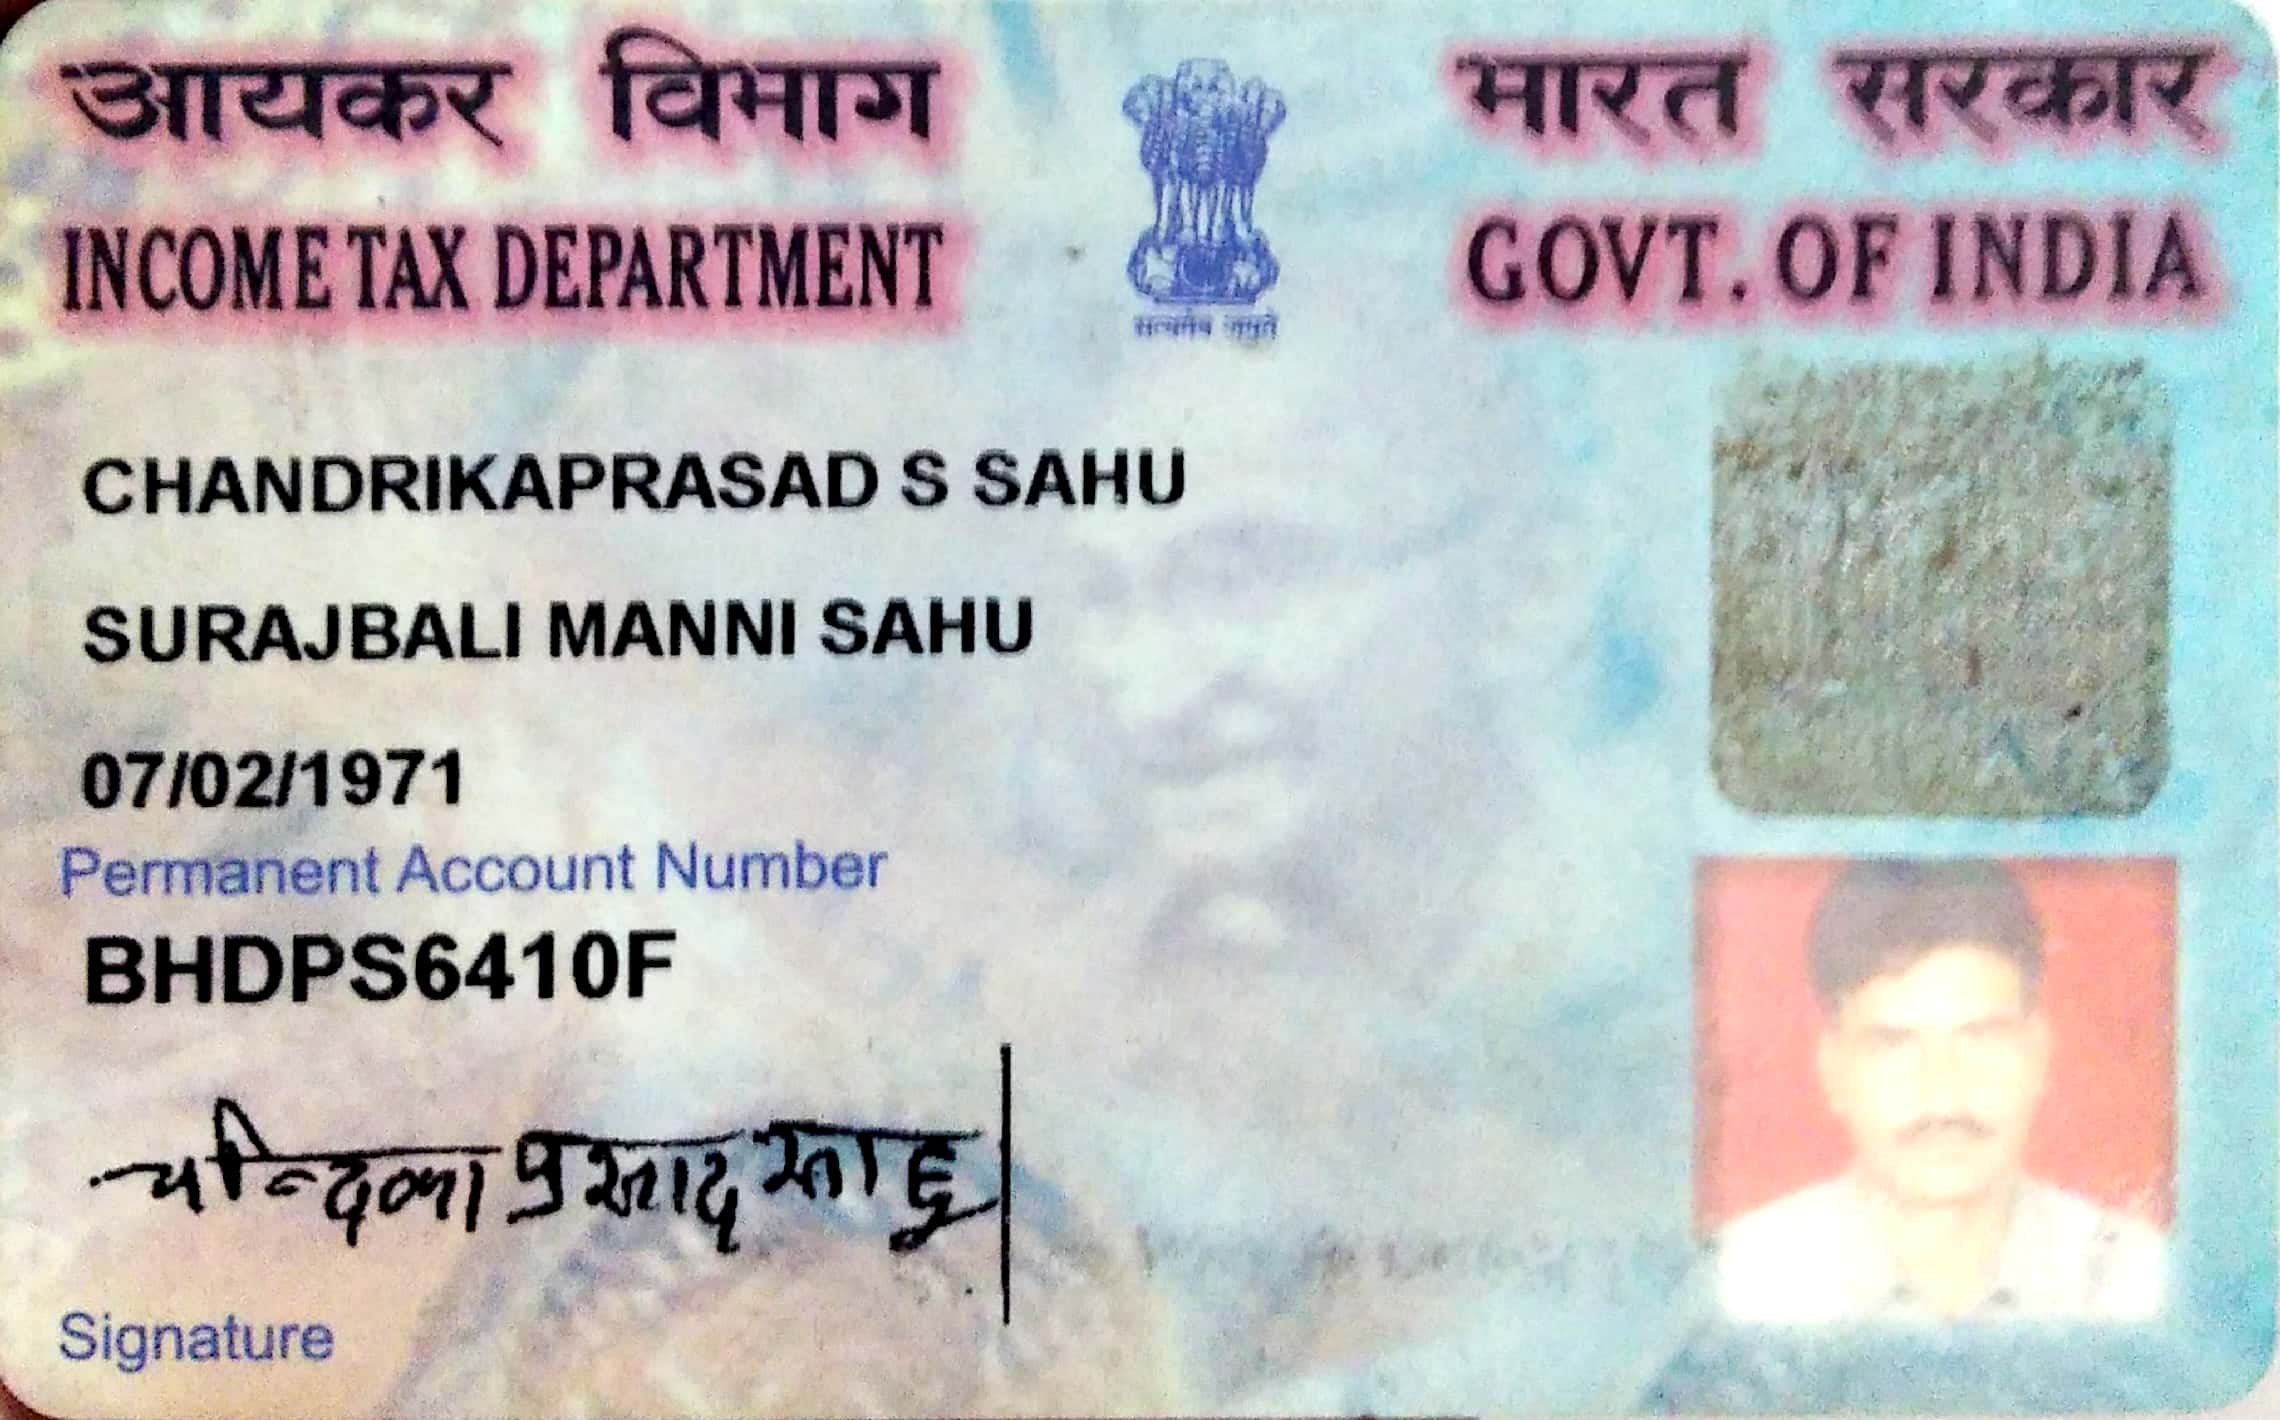 आयकर विभाग
INCOME TAX DEPARTMENT
भारत सरकार
GOVT. OF INDIA
सत्यमेव जयते
CHANDRIKAPRASAD S SAHU
SURAJBALI MANNI SAHU
07/02/1971
Permanent Account Number
BHDPS6410F
चन्द्रिका प्रसाद साहू
Signature